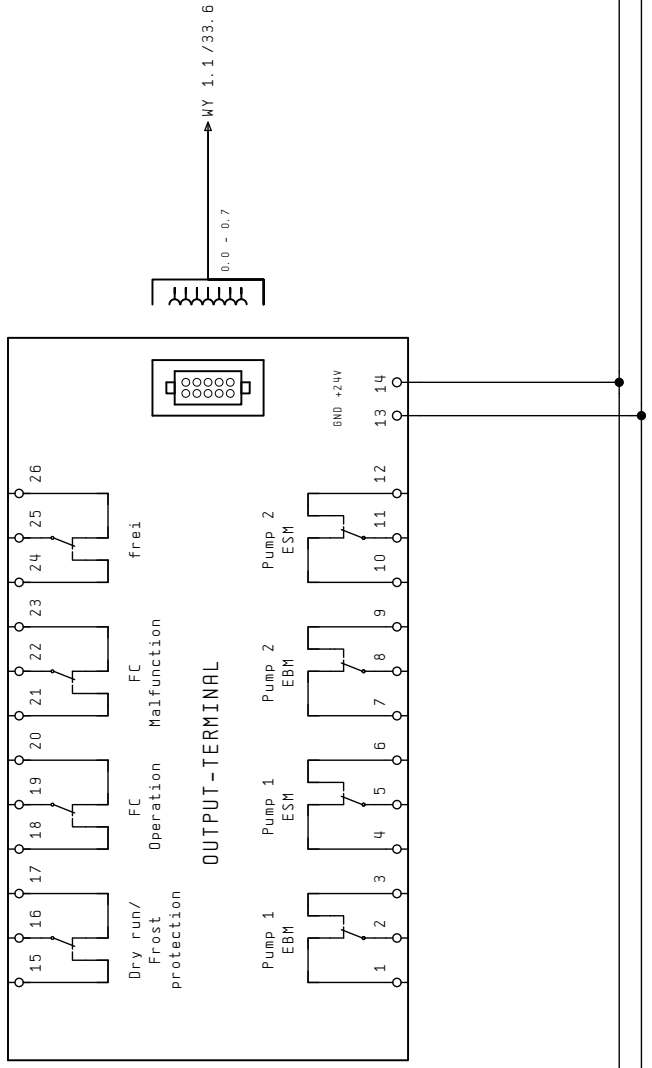 WY 1.1/33.6
0.0 - 0.7
GND +24V
15 16 17 18 19 20 21 22 23 24 25 26
Dry run/
Frost
protection
FC
Operation
FC
Malfunction
frei
OUTPUT-TERMINAL
Pump 1
EBM
Pump 1
ESM
Pump 2
EBM
Pump 2
ESM
1 2 3 4 5 6 7 8 9 10 11 12 13 14